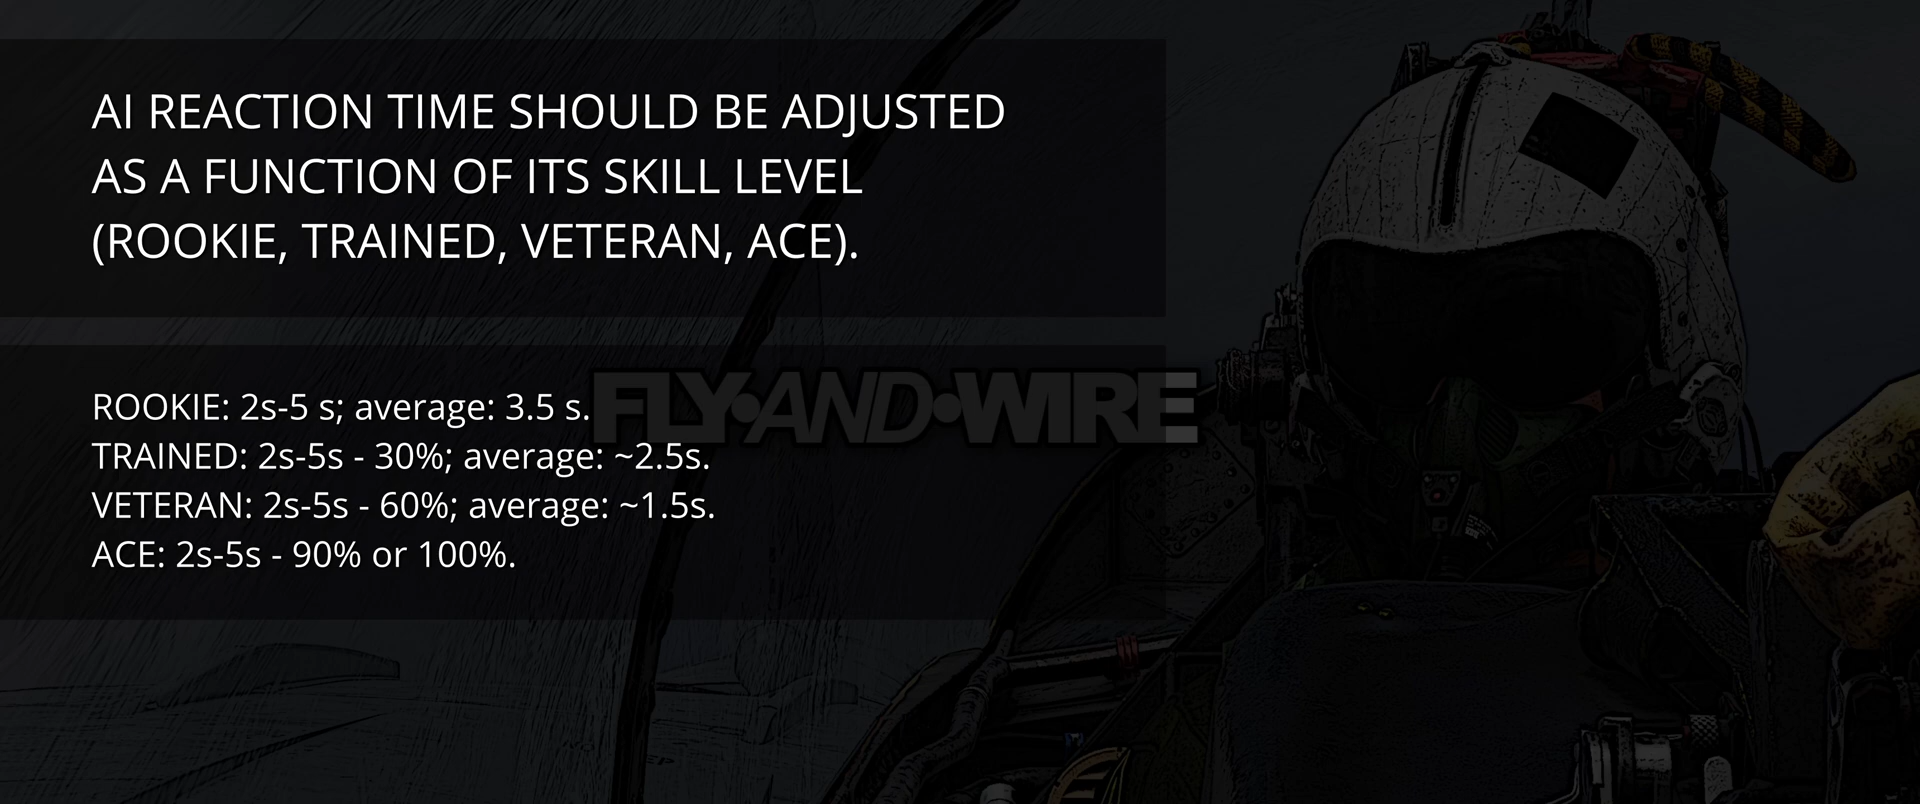 AI REACTION TIME SHOULD BE ADJUSTED
AS A FUNCTION OF ITS SKILL LEVEL
(ROOKIE, TRAINED, VETERAN, ACE).
ROOKIE: 2s-5 s; average: 3.5 s.
FLY•AND•WIRE
TRAINED: 2s-5s - 30%; average: ~2.5s.
VETERAN: 2s-5s - 60%; average: ~1.5s.
ACE: 2s-5s - 90% or 100%.